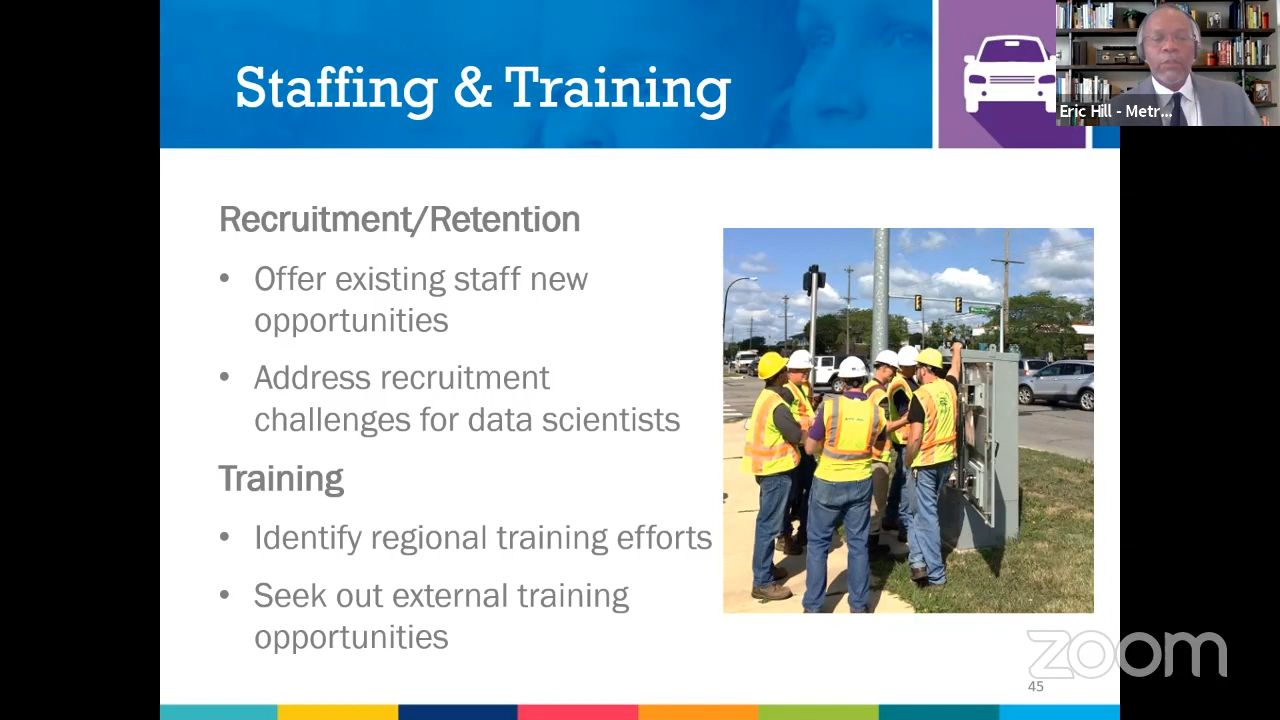 Staffing & Training
Eric Hill - Metr...
Recruitment/Retention
• Offer existing staff new
opportunities
• Address recruitment
challenges for data scientists
Training
• Identify regional training efforts
• Seek out external training
opportunities
zoom
45